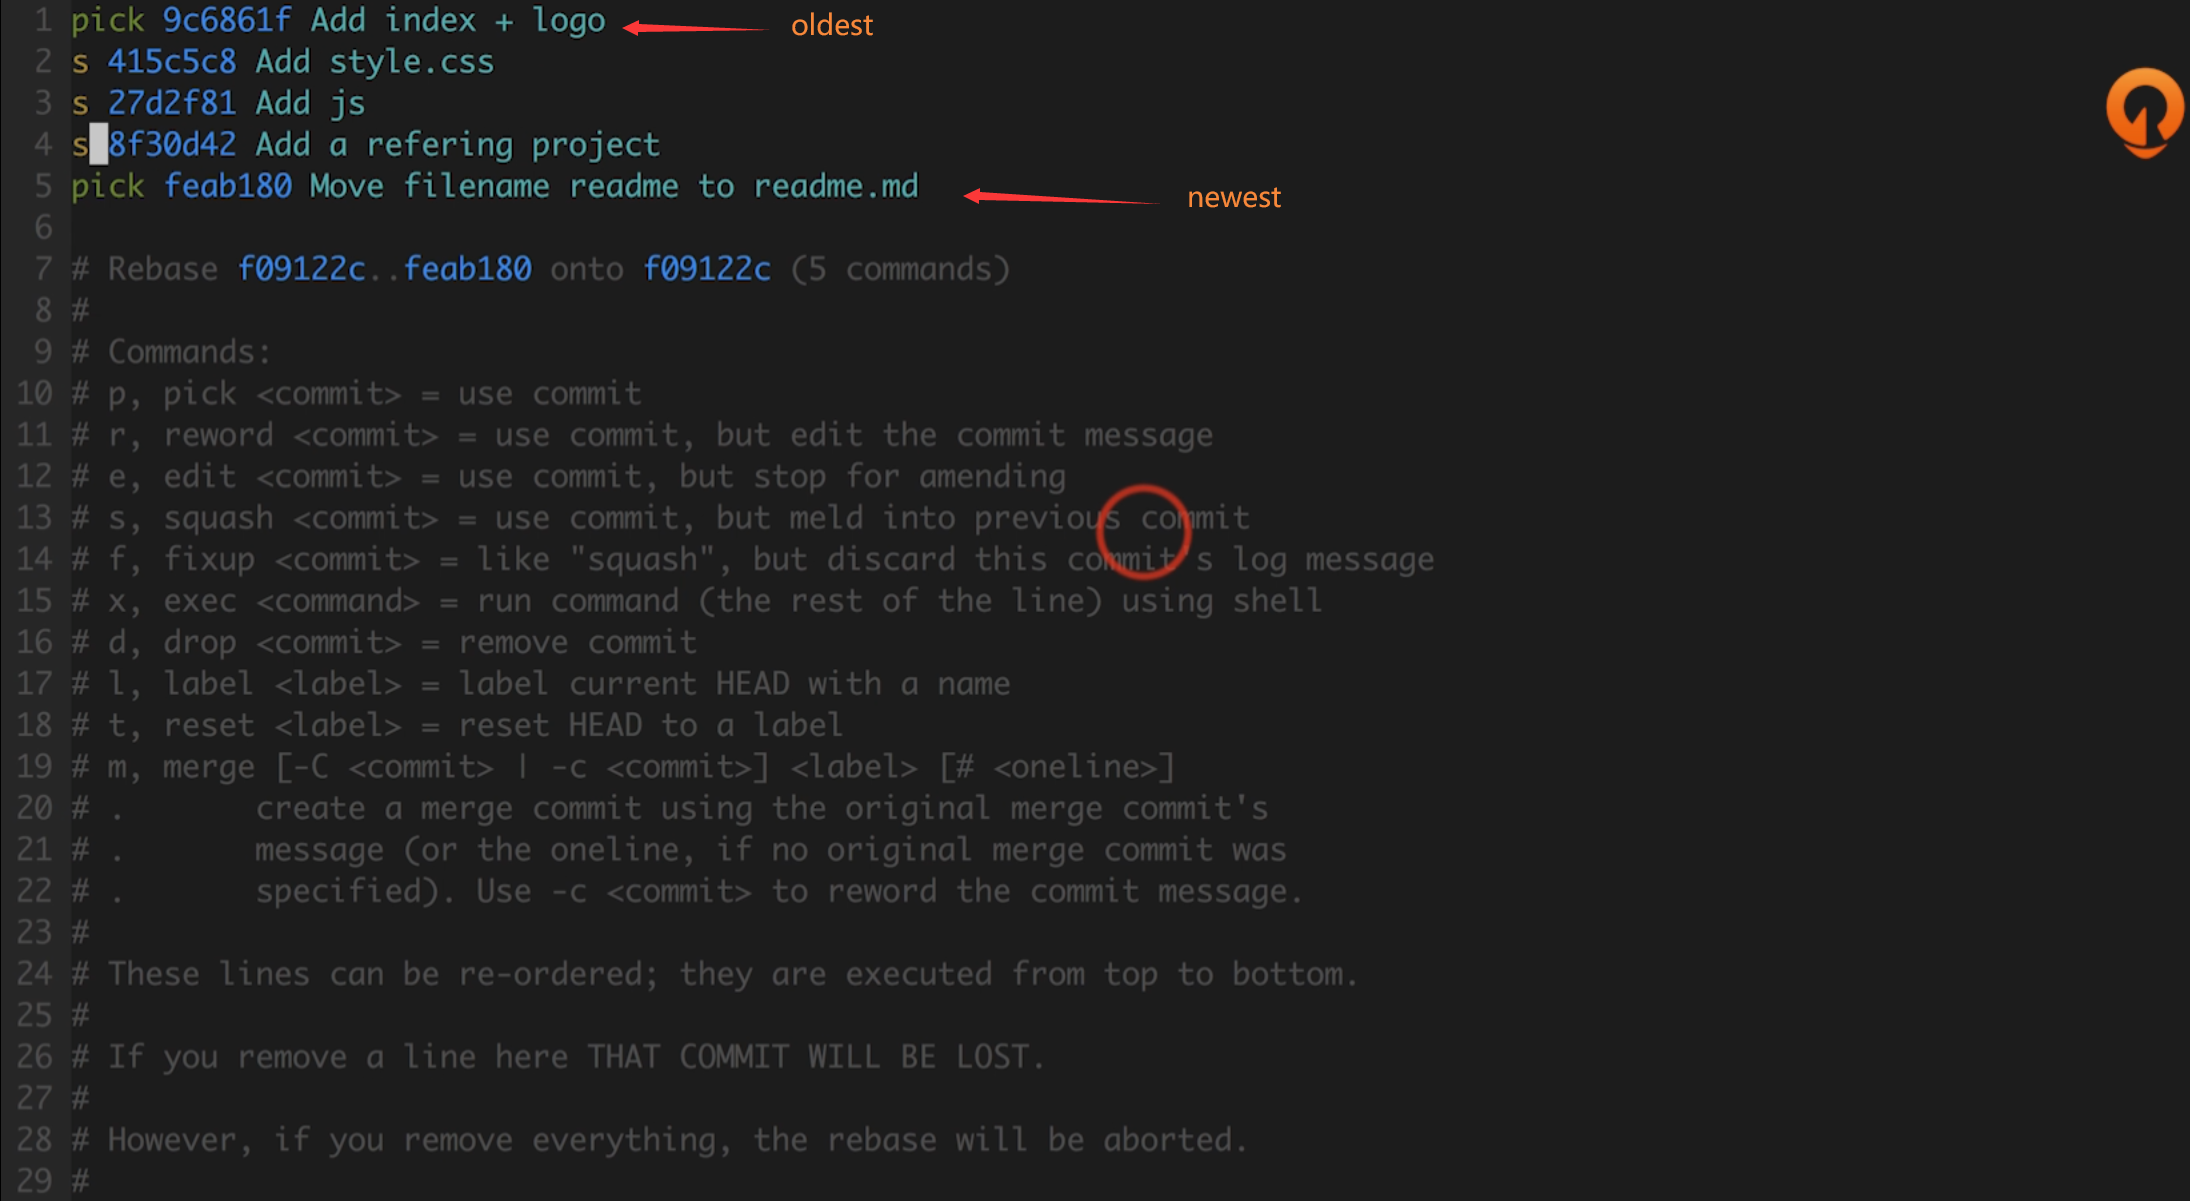 1 pick 9c6861f Add index + logo oldest
2 s 415c5c8 Add style.css
3 s 27d2f81 Add js
4 s 8f30d42 Add a refering project
5 pick feab180 Move filename readme to readme.md newest
6
7 # Rebase f09122c..feab180 onto f09122c (5 commands)
8 #
9 # Commands:
10 # p, pick <commit> = use commit
11 # r, reword <commit> = use commit, but edit the commit message
12 # e, edit <commit> = use commit, but stop for amending
13 # s, squash <commit> = use commit, but meld into previous commit
14 # f, fixup <commit> = like "squash", but discard this commit's log message
15 # x, exec <command> = run command (the rest of the line) using shell
16 # d, drop <commit> = remove commit
17 # l, label <label> = label current HEAD with a name
18 # t, reset <label> = reset HEAD to a label
19 # m, merge [-C <commit> | -c <commit>] <label> [# <oneline>]
20 # .       create a merge commit using the original merge commit's
21 # .       message (or the oneline, if no original merge commit was
22 # .       specified). Use -c <commit> to reword the commit message.
23 #
24 # These lines can be re-ordered; they are executed from top to bottom.
25 #
26 # If you remove a line here THAT COMMIT WILL BE LOST.
27 #
28 # However, if you remove everything, the rebase will be aborted.
29 #